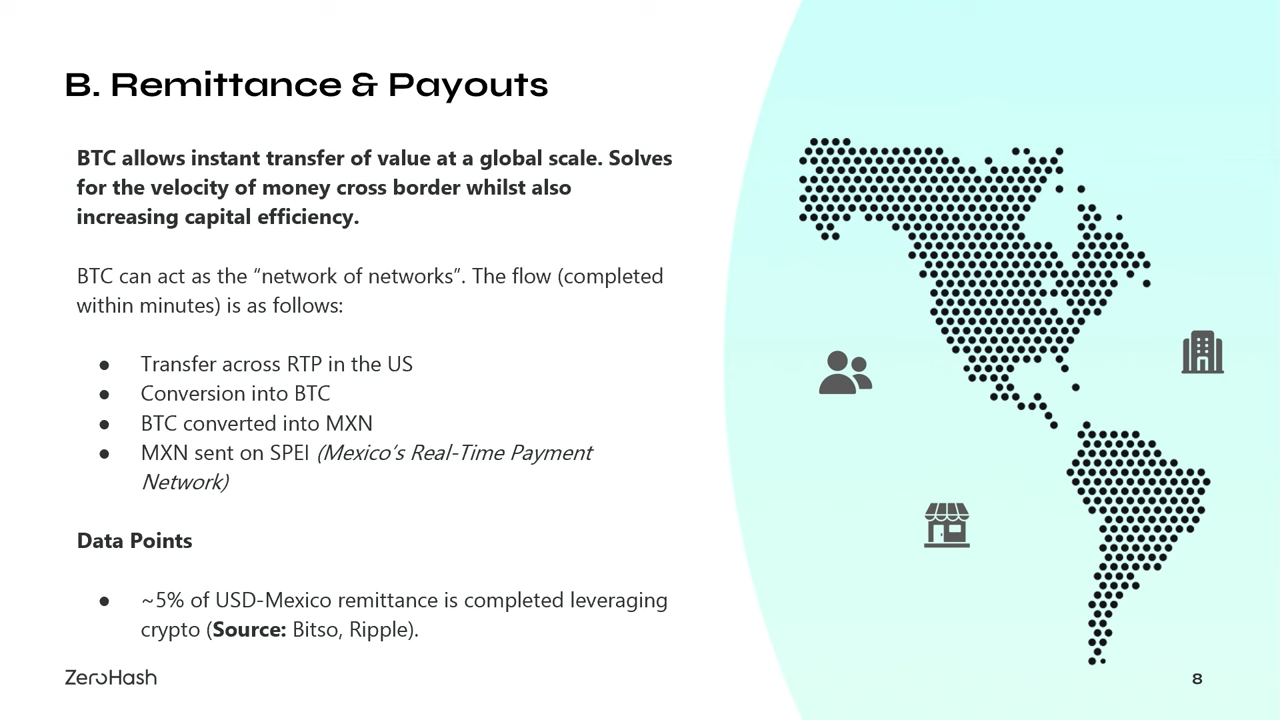 B. Remittance & Payouts
BTC allows instant transfer of value at a global scale. Solves
for the velocity of money cross border whilst also
increasing capital efficiency.
BTC can act as the “network of networks”. The flow (completed
within minutes) is as follows:
● Transfer across RTP in the US
● Conversion into BTC
● BTC converted into MXN
● MXN sent on SPEI (Mexico’s Real-Time Payment
Network)
Data Points
● ~5% of USD-Mexico remittance is completed leveraging
crypto (Source: Bitso, Ripple).
ZeroHash
8